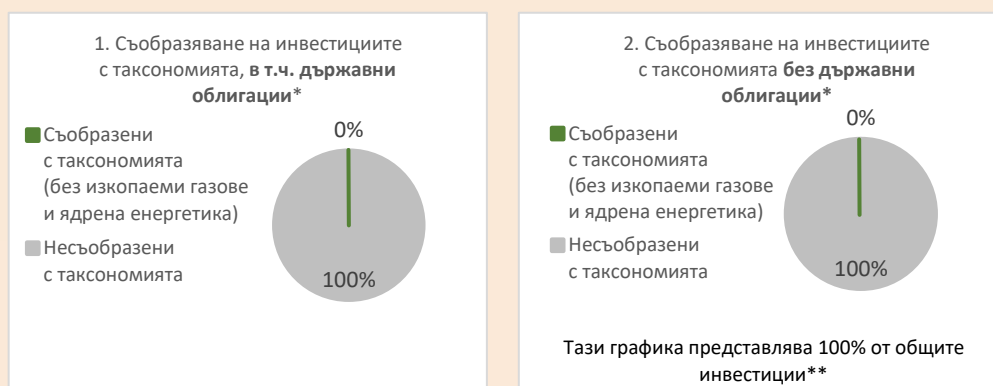 1. Съобразяване на инвестициите
с таксономията, в т.ч. държавни
облигации*
Съобразени
с таксономията
(без изкопаеми газове
и ядрена енергетика)
Несъобразени
с таксономията
0%
100%
2. Съобразяване на инвестициите
с таксономията без държавни
облигации*
Съобразени
с таксономията
(без изкопаеми газове
и ядрена енергетика)
Несъобразени
с таксономията
0%
100%
Тази графика представлява 100% от общите
инвестиции**